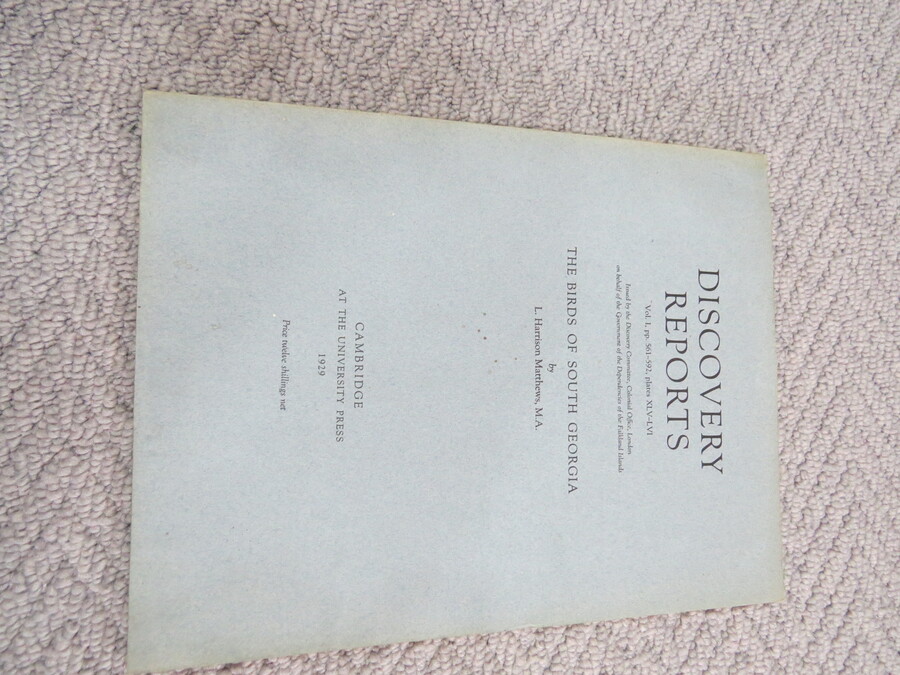 DISCOVERY
REPORTS
Vol. I, pp. 561–592, plates XLV–LVI
Issued by the Discovery Committee, Colonial Office, London
on behalf of the Government of the Dependencies of the Falkland Islands
THE BIRDS OF SOUTH GEORGIA
by
L. Harrison Matthews, M.A.
CAMBRIDGE
AT THE UNIVERSITY PRESS
1929
Price twelve shillings net